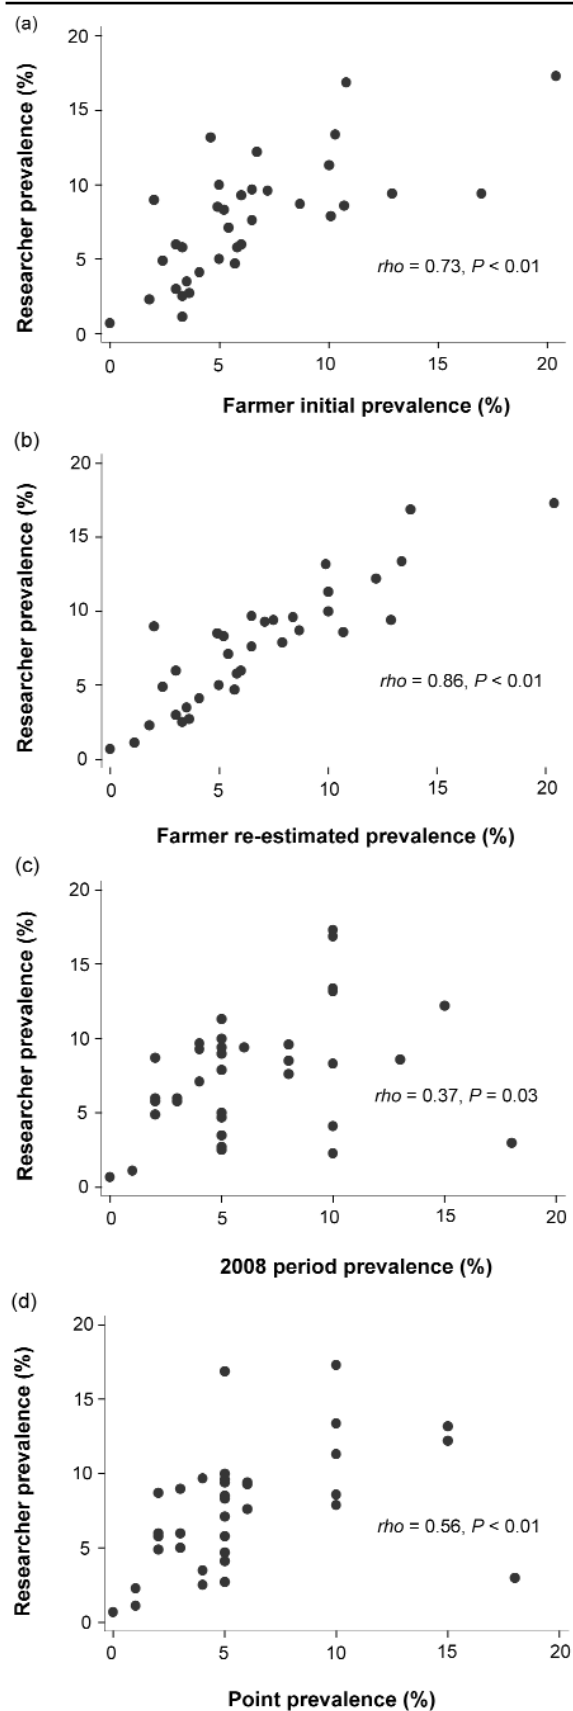 (a)
Researcher prevalence (%)
20
15
10
5
0
rho = 0.73, P < 0.01
0 5 10 15 20
Farmer initial prevalence (%)
(b)
Researcher prevalence (%)
20
15
10
5
0
rho = 0.86, P < 0.01
0 5 10 15 20
Farmer re-estimated prevalence (%)
(c)
Researcher prevalence (%)
20
15
10
5
0
rho = 0.37, P = 0.03
0 5 10 15 20
2008 period prevalence (%)
(d)
Researcher prevalence (%)
20
15
10
5
0
rho = 0.56, P < 0.01
0 5 10 15 20
Point prevalence (%)